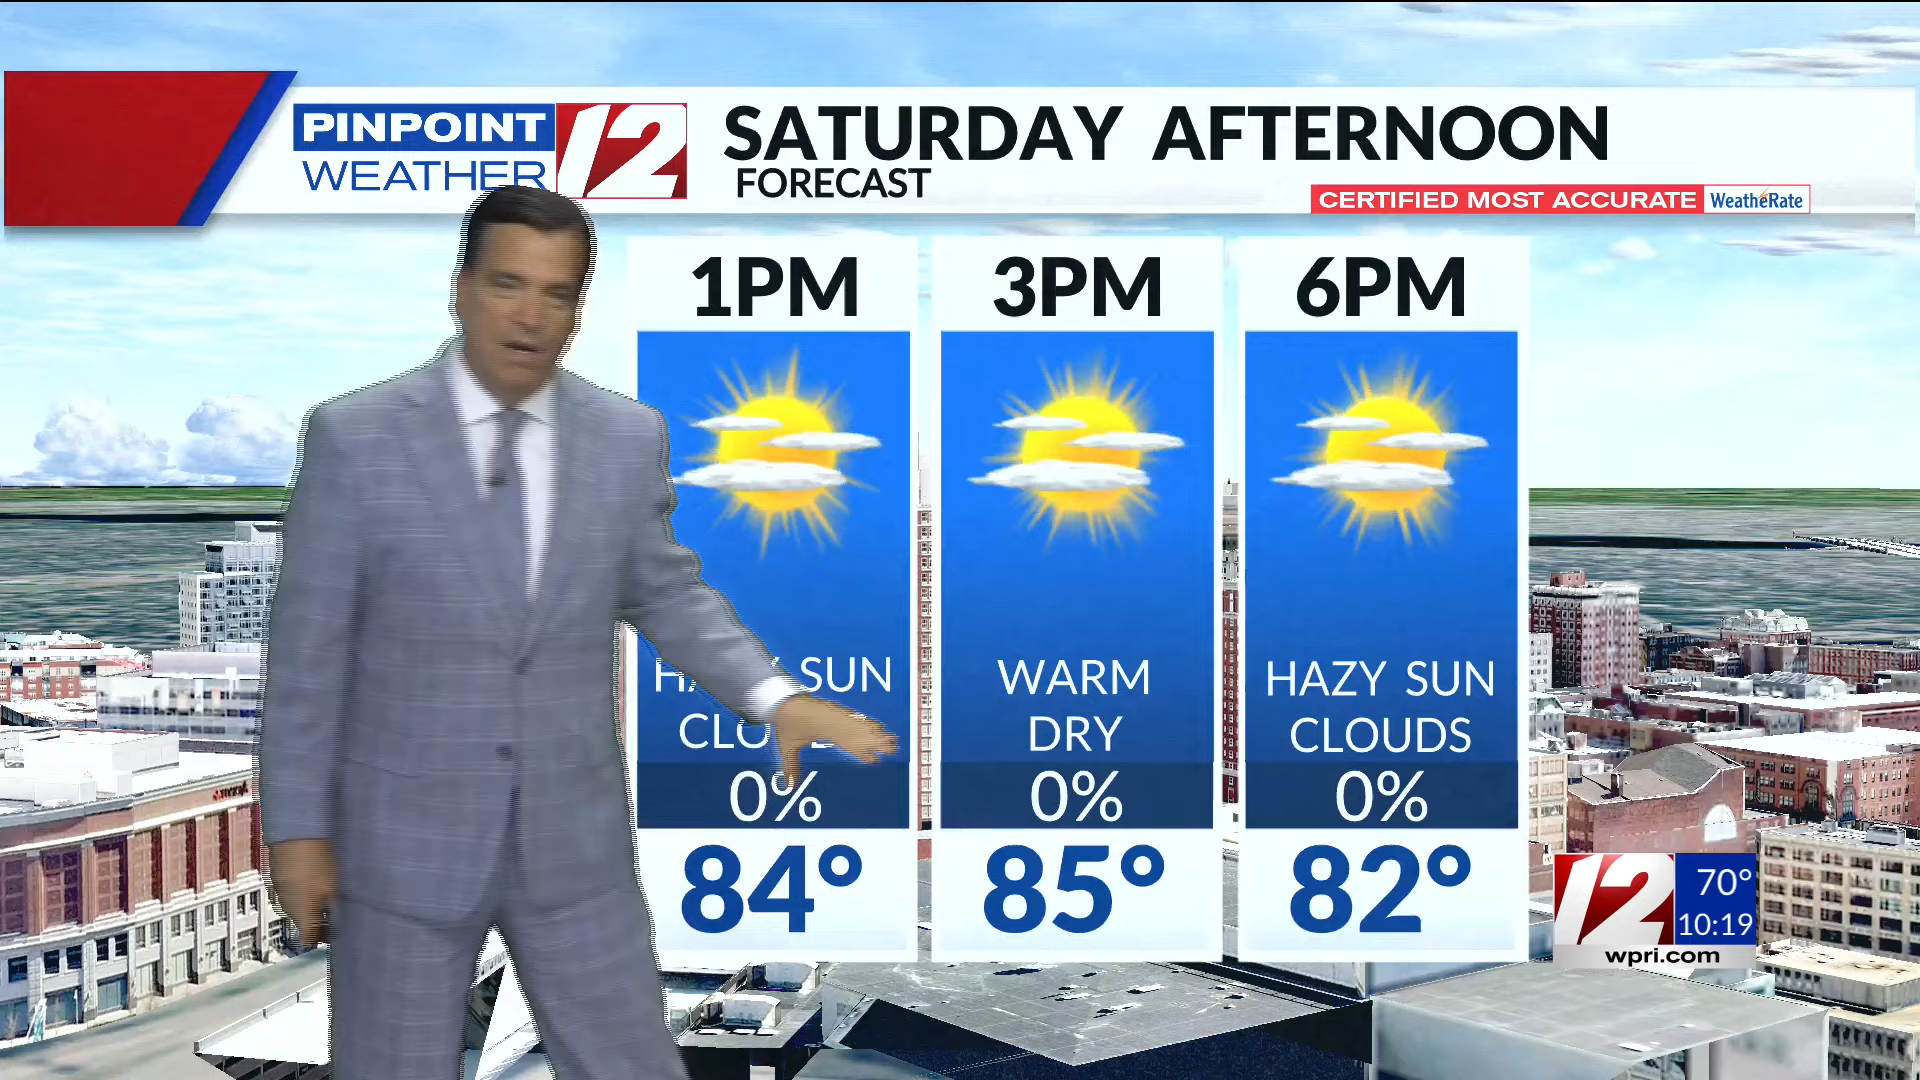 PINPOINT
WEATHER
12
SATURDAY AFTERNOON
FORECAST
CERTIFIED MOST ACCURATE WeatheRate
1PM
SUN
0%
84°
3PM
WARM
DRY
0%
85°
6PM
HAZY SUN
CLOUDS
0%
82°
12
70°
10:19
wpri.com